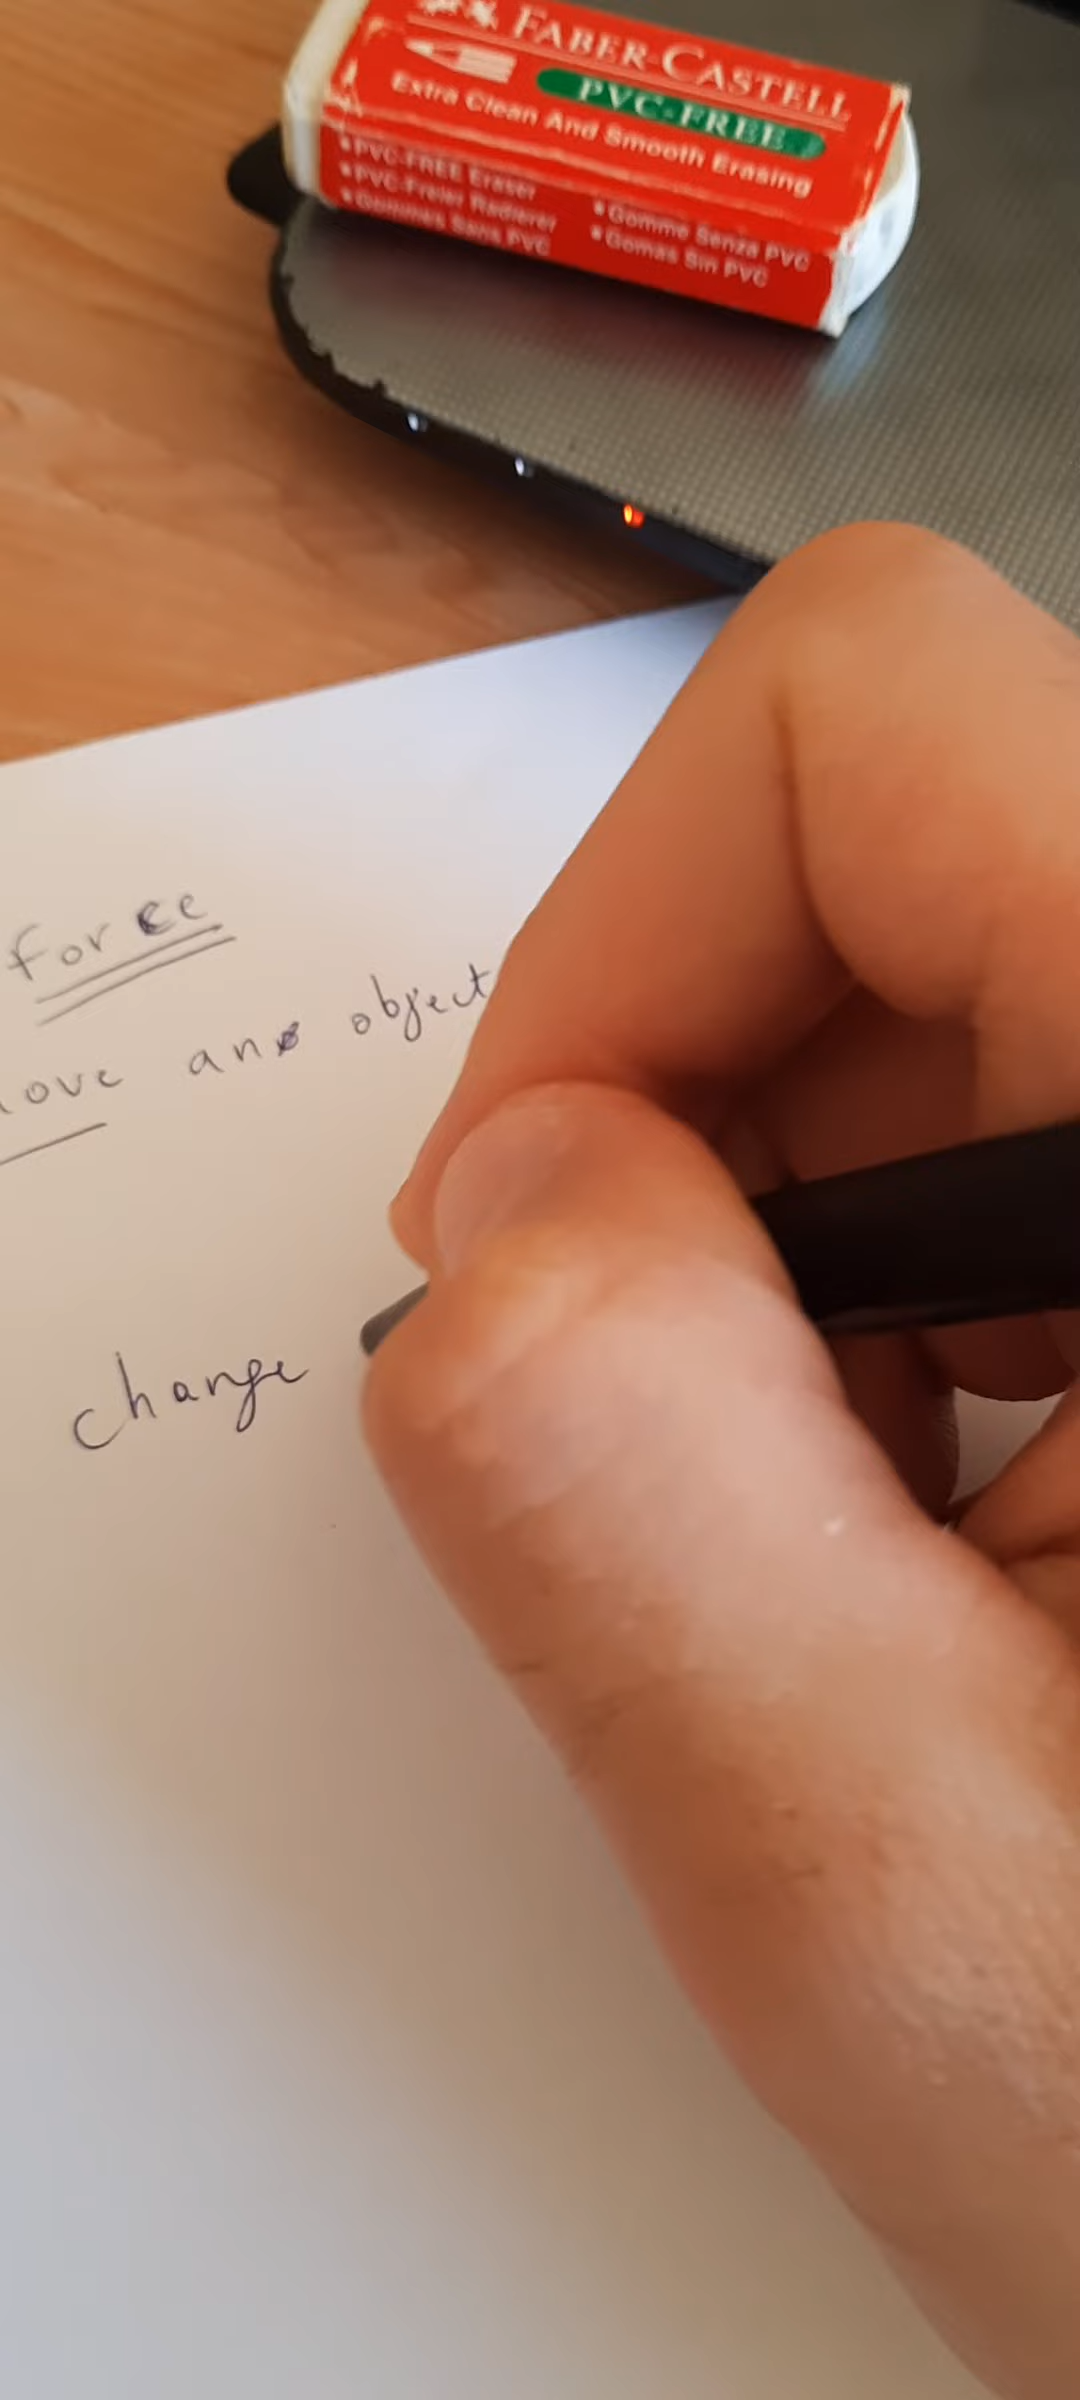 FABER-CASTELL
PVC-FREE
Extra Clean And Smooth Erasing
•PVC-FREE Eraser
•PVC-Freier Radierer
•Gommes Sans PVC
•Gomme Senza PVC
•Gomas Sin PVC
force
an object
change